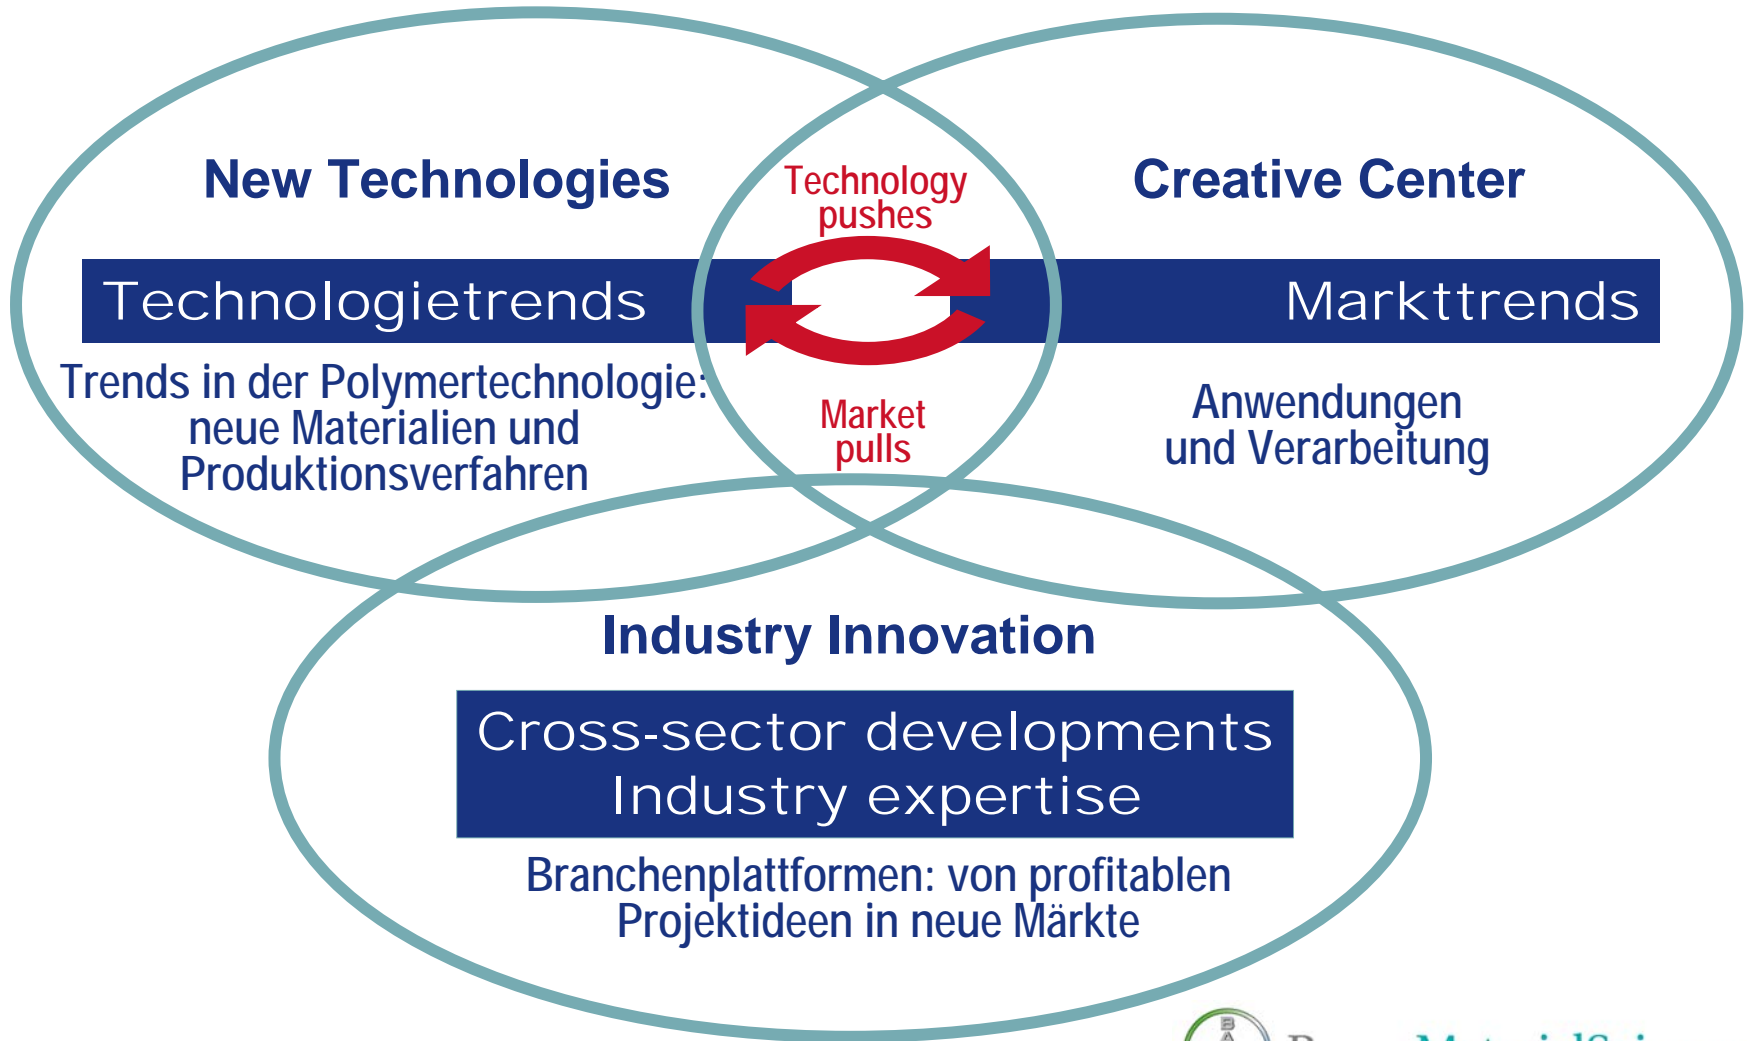 New Technologies
Technologietrends
Trends in der Polymertechnologie:
neue Materialien und
Produktionsverfahren
Technology
pushes
Market
pulls
Creative Center
Markttrends
Anwendungen
und Verarbeitung
Industry Innovation
Cross-sector developments
Industry expertise
Branchenplattformen: von profitablen
Projektideen in neue Märkte